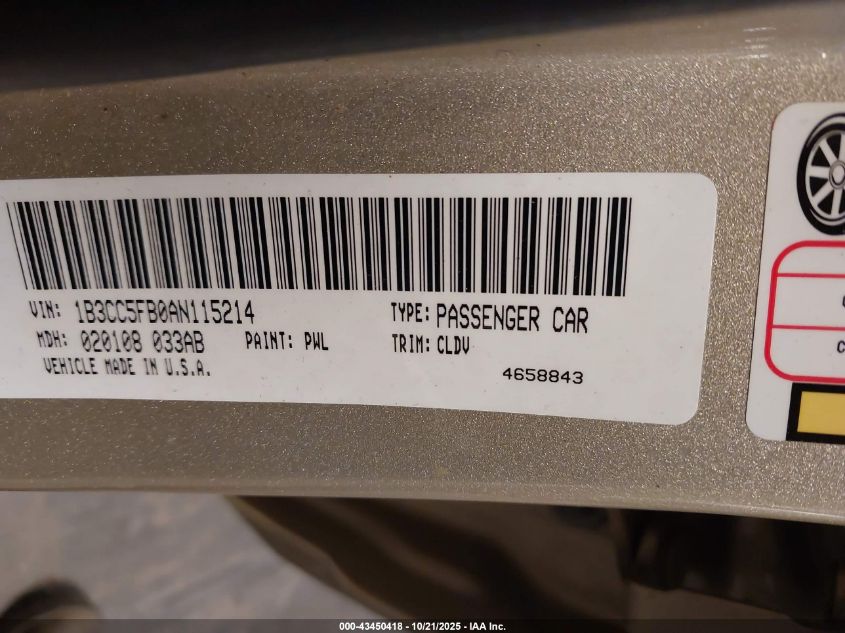 VIN: 1B3CC5FB0AN115214 TYPE: PASSENGER CAR
MDH: 020108 033AB PAINT: PWL TRIM: CLDV
VEHICLE MADE IN U.S.A. 4658843
C
000-43450418 - 10/21/2025 - IAA Inc.